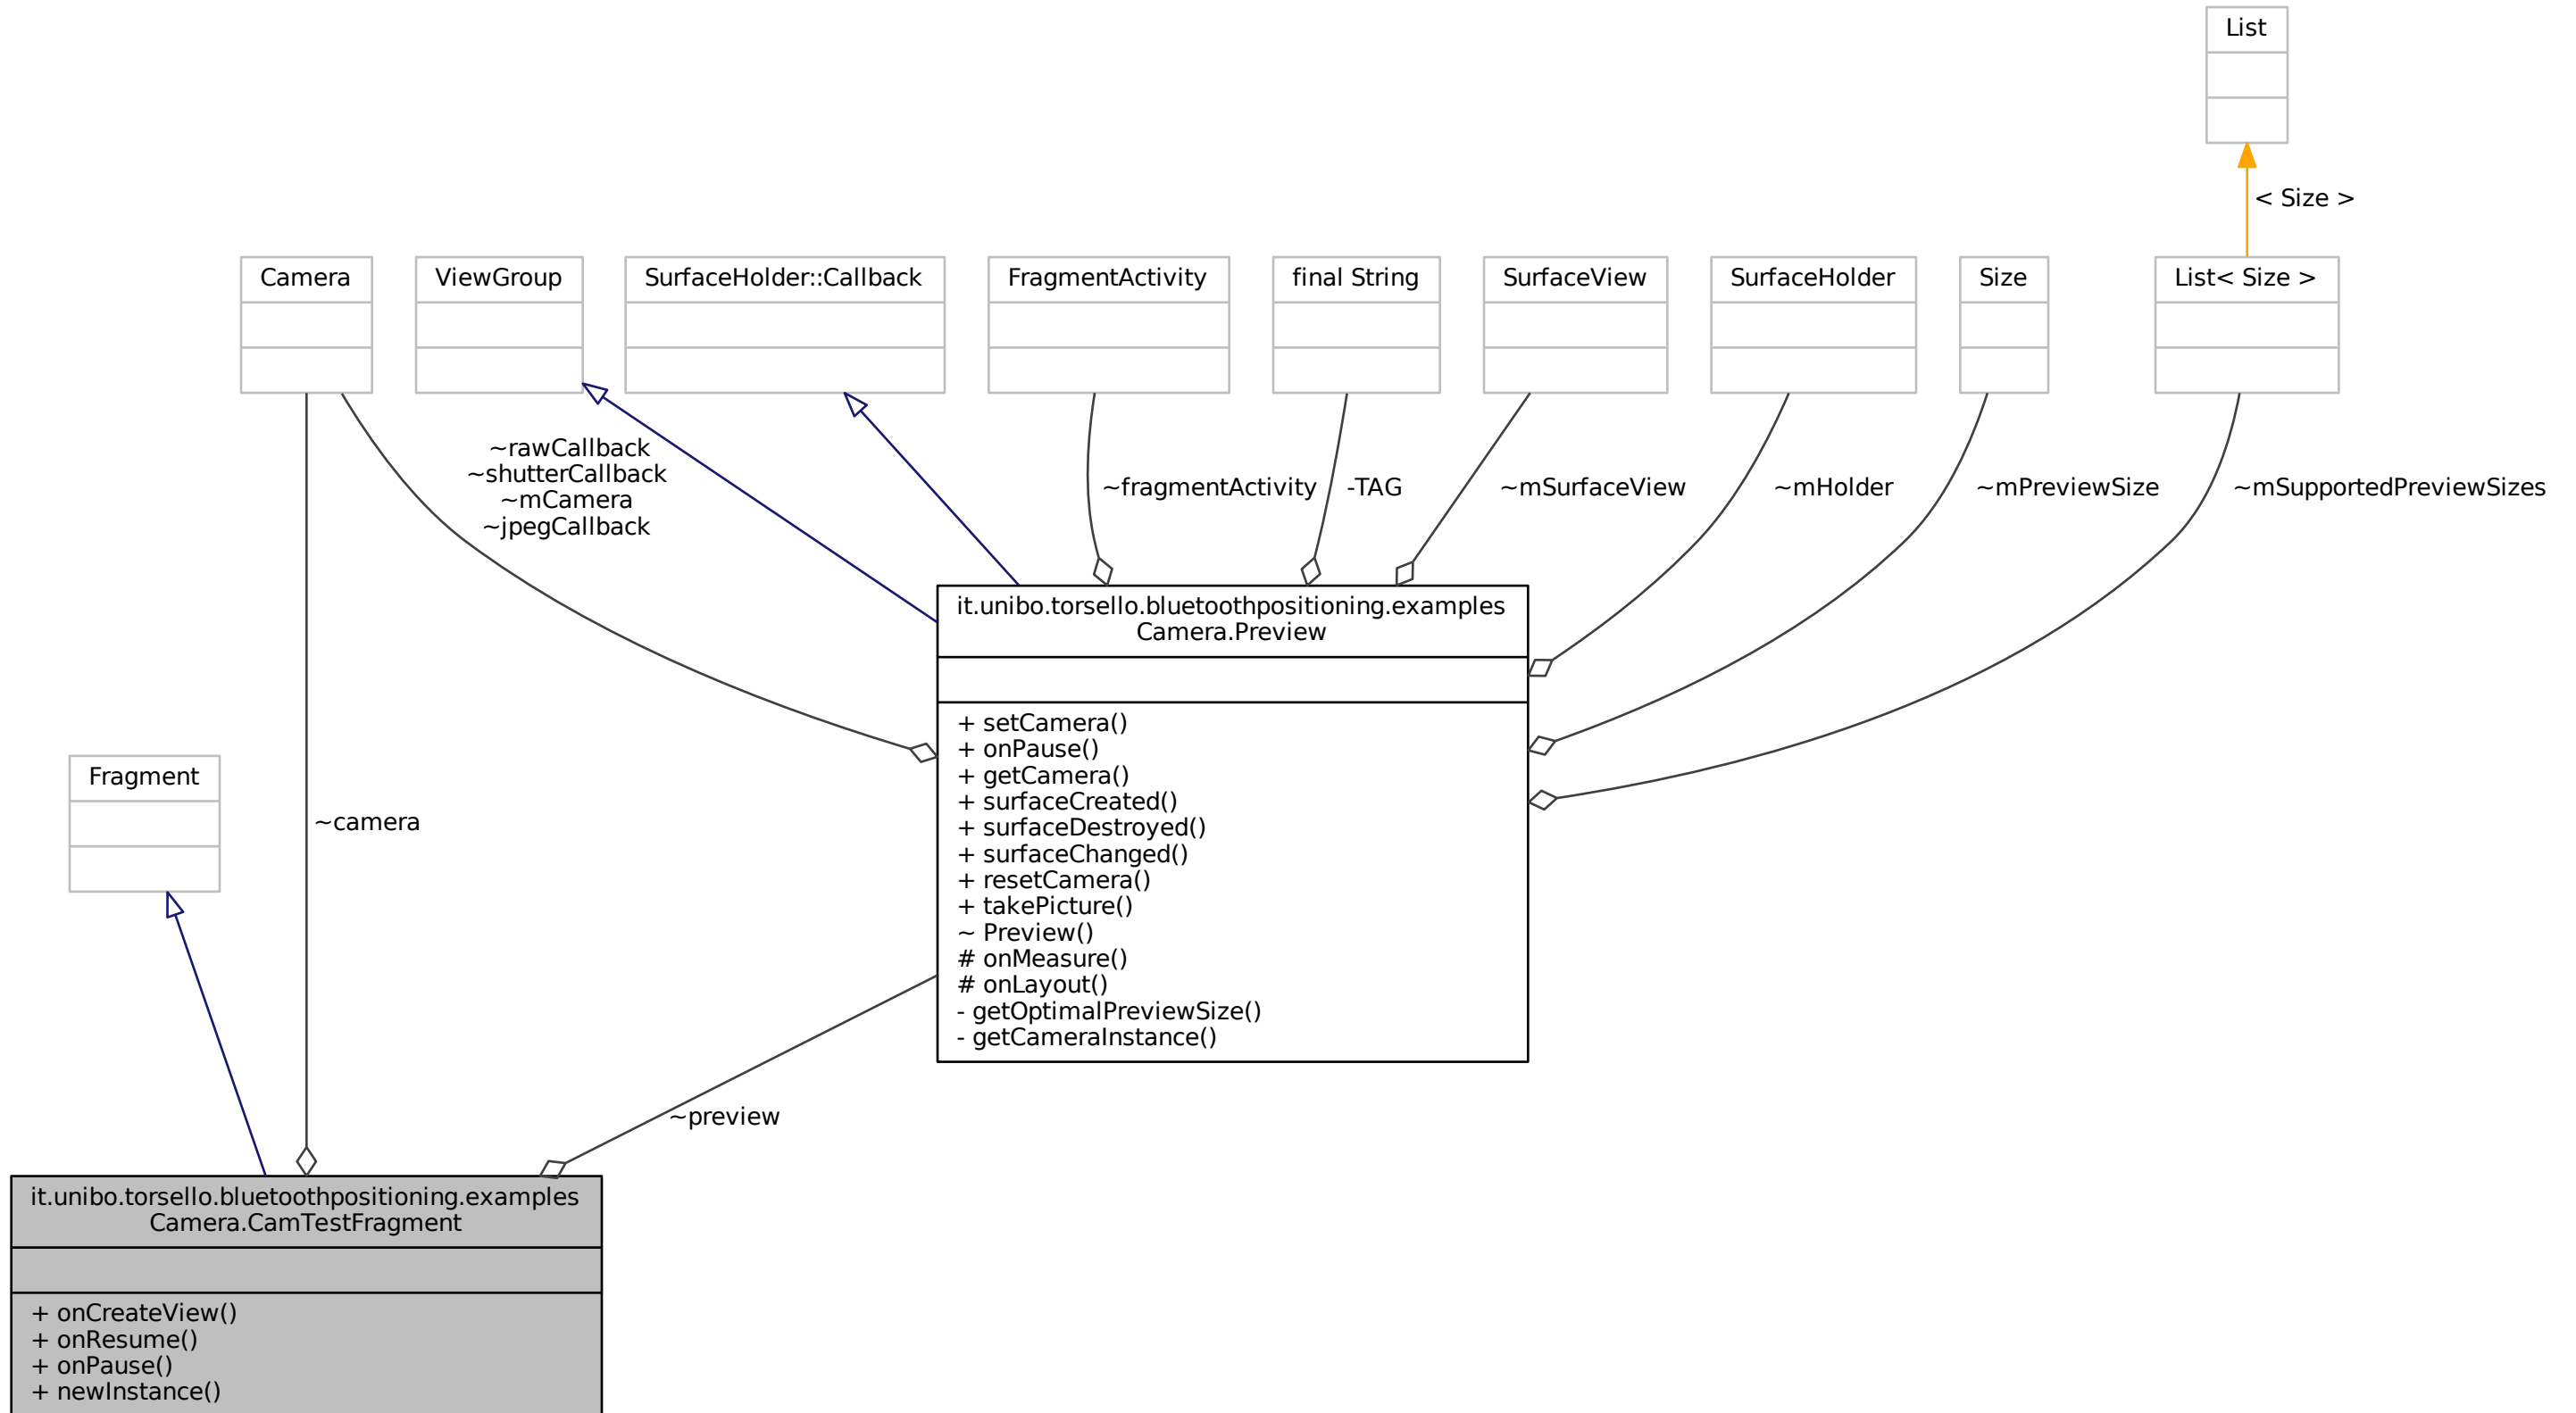 List
< Size >
Camera
ViewGroup
SurfaceHolder::Callback
FragmentActivity
final String
SurfaceView
SurfaceHolder
Size
List< Size >
~rawCallback
~shutterCallback
~mCamera
~jpegCallback
~fragmentActivity
-TAG
~mSurfaceView
~mHolder
~mPreviewSize
~mSupportedPreviewSizes
it.unibo.torsello.bluetoothpositioning.examples
Camera.Preview
+ setCamera()
+ onPause()
+ getCamera()
+ surfaceCreated()
+ surfaceDestroyed()
+ surfaceChanged()
+ resetCamera()
+ takePicture()
~ Preview()
# onMeasure()
# onLayout()
- getOptimalPreviewSize()
- getCameraInstance()
Fragment
~camera
~preview
it.unibo.torsello.bluetoothpositioning.examples
Camera.CamTestFragment
+ onCreateView()
+ onResume()
+ onPause()
+ newInstance()